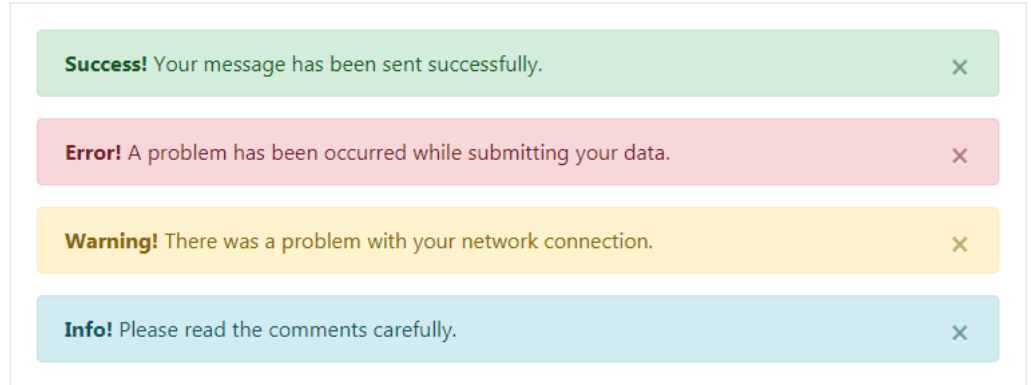 Success! Your message has been sent successfully. ×
Error! A problem has been occurred while submitting your data. ×
Warning! There was a problem with your network connection. ×
Info! Please read the comments carefully. ×